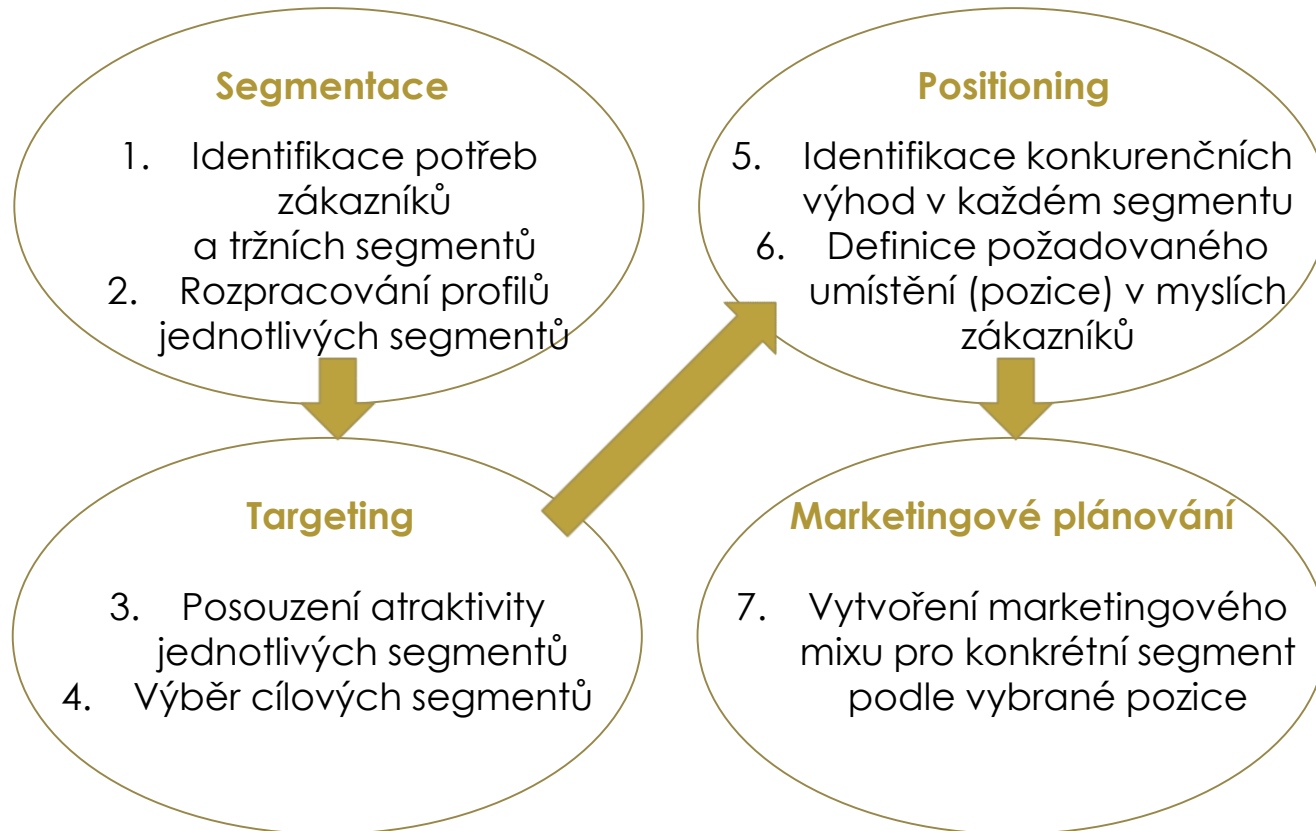 Segmentace
1. Identifikace potřeb
zákazníků
a tržních segmentů
2. Rozpracování profilů
jednotlivých segmentů
Targeting
3. Posouzení atraktivity
jednotlivých segmentů
4. Výběr cílových segmentů
Positioning
5. Identifikace konkurenčních
výhod v každém segmentu
6. Definice požadovaného
umístění (pozice) v myslích
zákazníků
Marketingové plánování
7. Vytvoření marketingového
mixu pro konkrétní segment
podle vybrané pozice